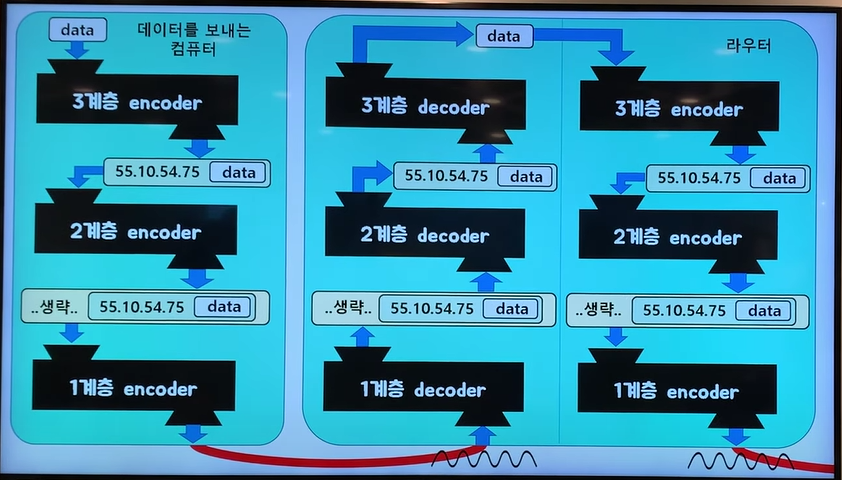 data
데이터를 보내는
컴퓨터
3계층 encoder
55.10.54.75 data
2계층 encoder
..생략.. 55.10.54.75 data
1계층 encoder
data
라우터
3계층 decoder
55.10.54.75 data
2계층 decoder
..생략.. 55.10.54.75 data
1계층 decoder
3계층 encoder
55.10.54.75 data
2계층 encoder
..생략.. 55.10.54.75 data
1계층 encoder